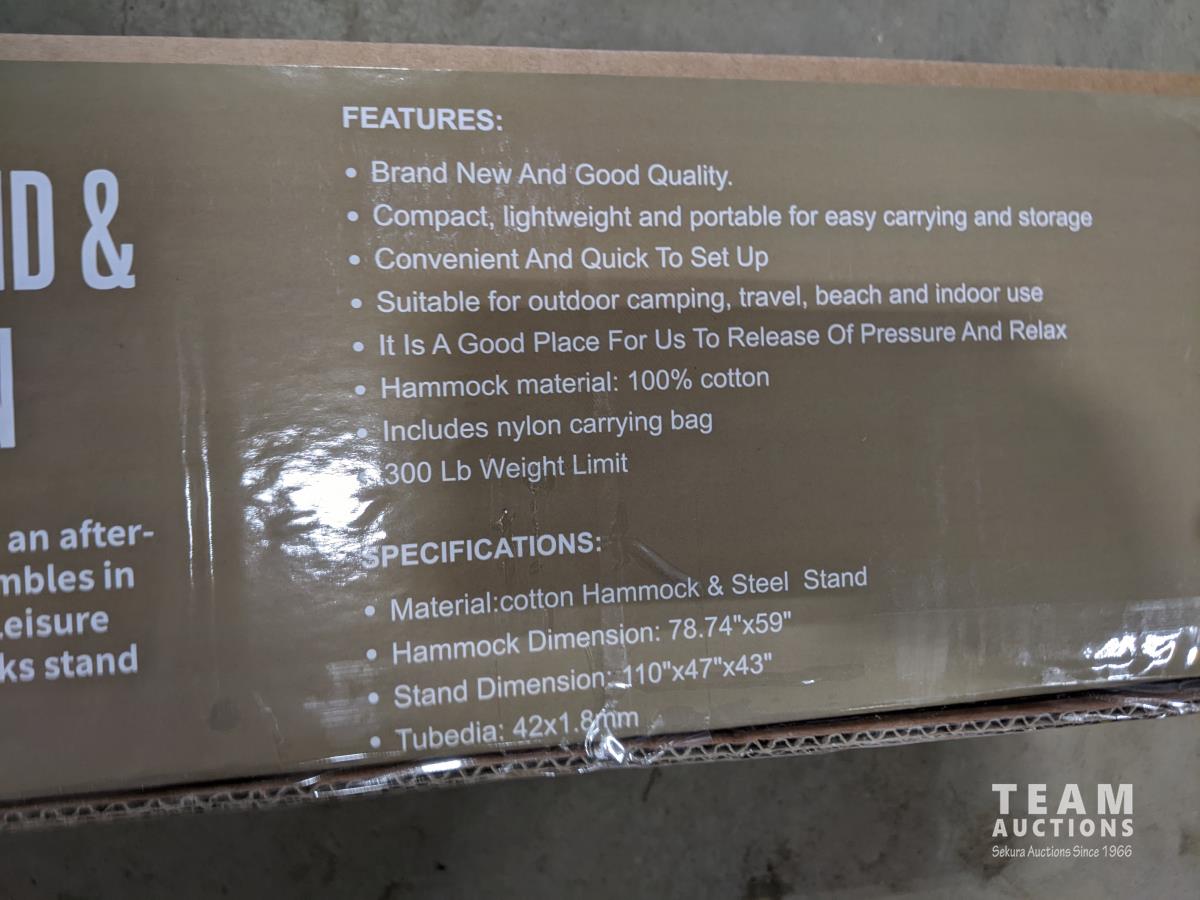 ID &
N
an after-
mbles in
Leisure
ks stand
FEATURES:
• Brand New And Good Quality.
• Compact, lightweight and portable for easy carrying and storage
• Convenient And Quick To Set Up
• Suitable for outdoor camping, travel, beach and indoor use
• It Is A Good Place For Us To Release Of Pressure And Relax
• Hammock material: 100% cotton
• Includes nylon carrying bag
• 300 Lb Weight Limit
SPECIFICATIONS:
• Material:cotton Hammock & Steel Stand
• Hammock Dimension: 78.74"x59"
• Stand Dimension: 110"x47"x43"
• Tubedia: 42x1.8mm
TEAM
AUCTIONS
Sekura Auctions Since 1966